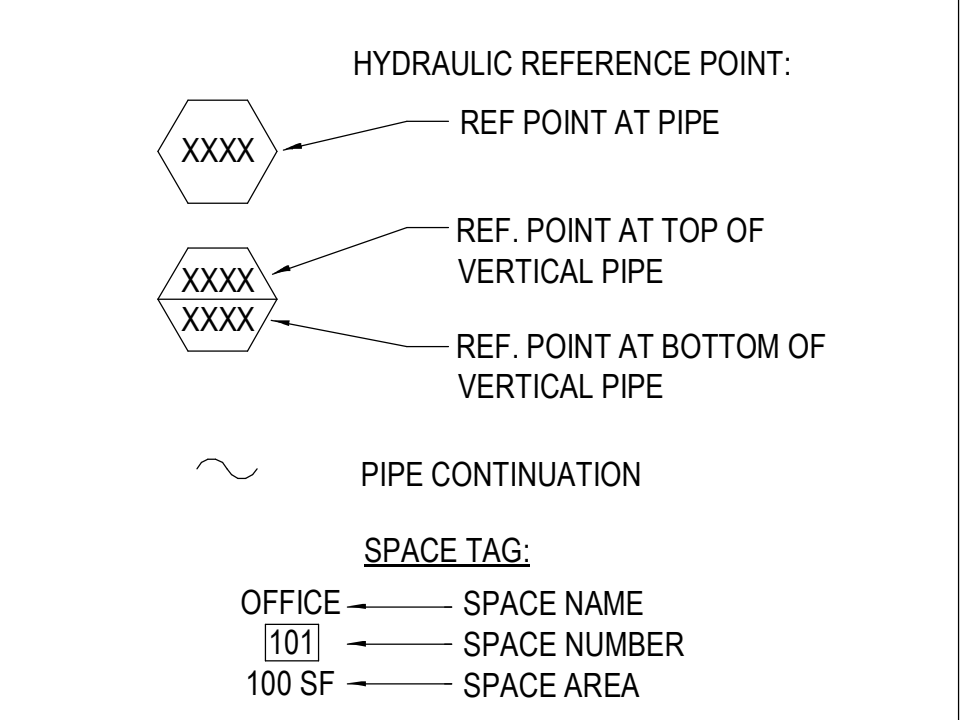 HYDRAULIC REFERENCE POINT:
XXXX
REF POINT AT PIPE
XXXX
REF. POINT AT TOP OF
VERTICAL PIPE
XXXX
REF. POINT AT BOTTOM OF
VERTICAL PIPE
PIPE CONTINUATION
SPACE TAG:
OFFICE SPACE NAME
101 SPACE NUMBER
100 SF SPACE AREA